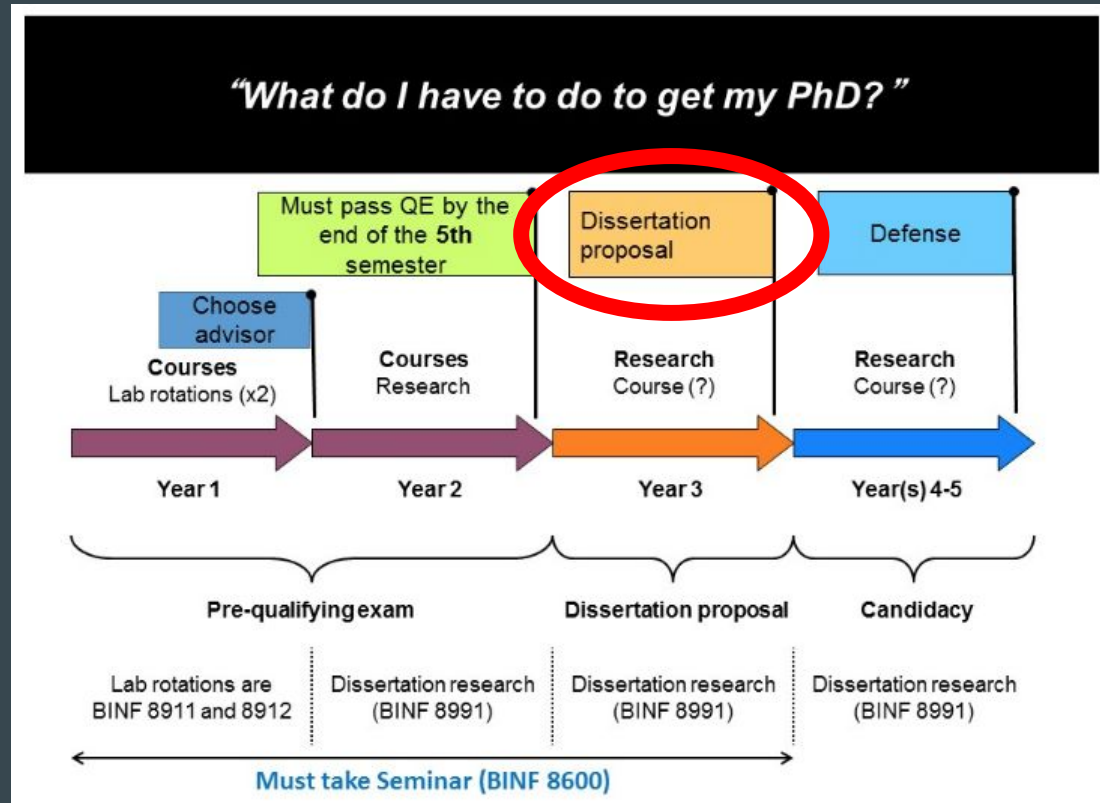 “What do I have to do to get my PhD?”
Must pass QE by the
end of the 5th
semester
Dissertation
proposal
Defense
Choose
advisor
Courses
Lab rotations (x2)
Courses
Research
Research
Course (?)
Research
Course (?)
Year 1
Year 2
Year 3
Year(s) 4-5
Pre-qualifying exam
Dissertation proposal
Candidacy
Lab rotations are
BINF 8911 and 8912
Dissertation research
(BINF 8991)
Dissertation research
(BINF 8991)
Dissertation research
(BINF 8991)
Must take Seminar (BINF 8600)